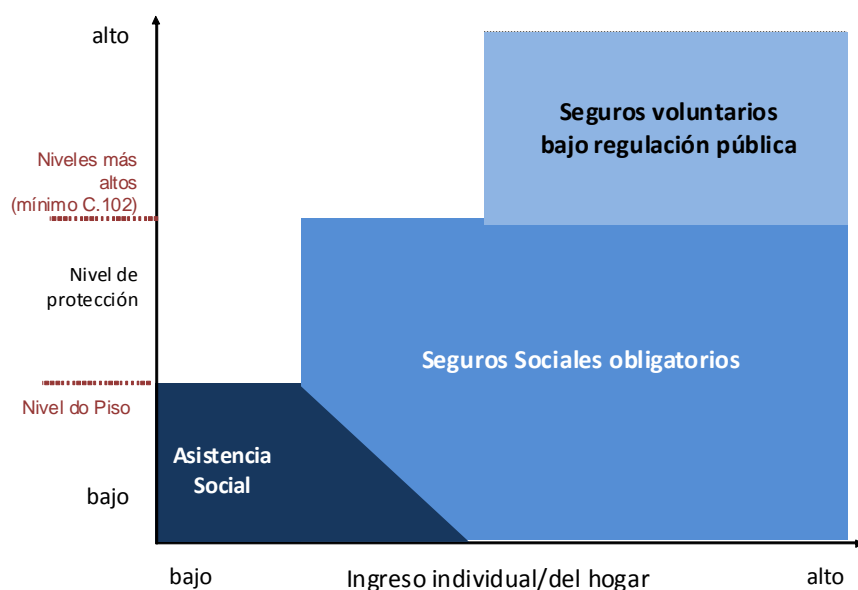 alto
Seguros voluntarios
bajo regulación pública
Niveles más
altos
(mínimo C.102)
Nivel de
protección
Seguros Sociales obligatorios
Nivel do Piso
Asistencia
Social
bajo
bajo
Ingreso individual/del hogar
alto